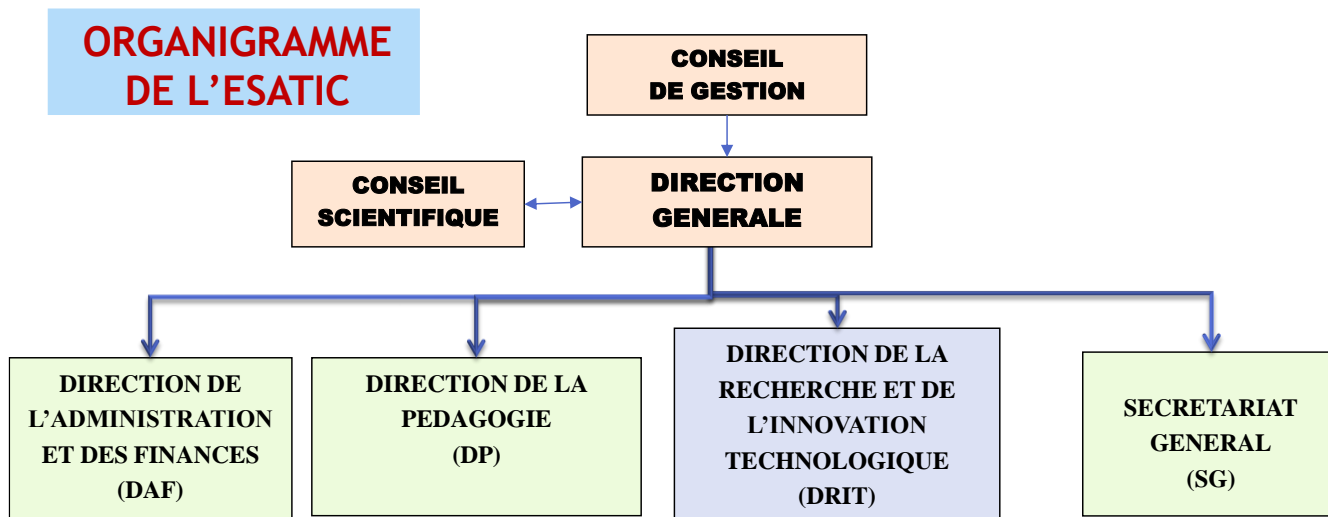 ORGANIGRAMME
DE L’ESATIC
CONSEIL
DE GESTION
CONSEIL
SCIENTIFIQUE
DIRECTION
GENERALE
DIRECTION DE
L’ADMINISTRATION
ET DES FINANCES
(DAF)
DIRECTION DE LA
PEDAGOGIE
(DP)
DIRECTION DE LA
RECHERCHE ET DE
L’INNOVATION
TECHNOLOGIQUE
(DRIT)
SECRETARIAT
GENERAL
(SG)